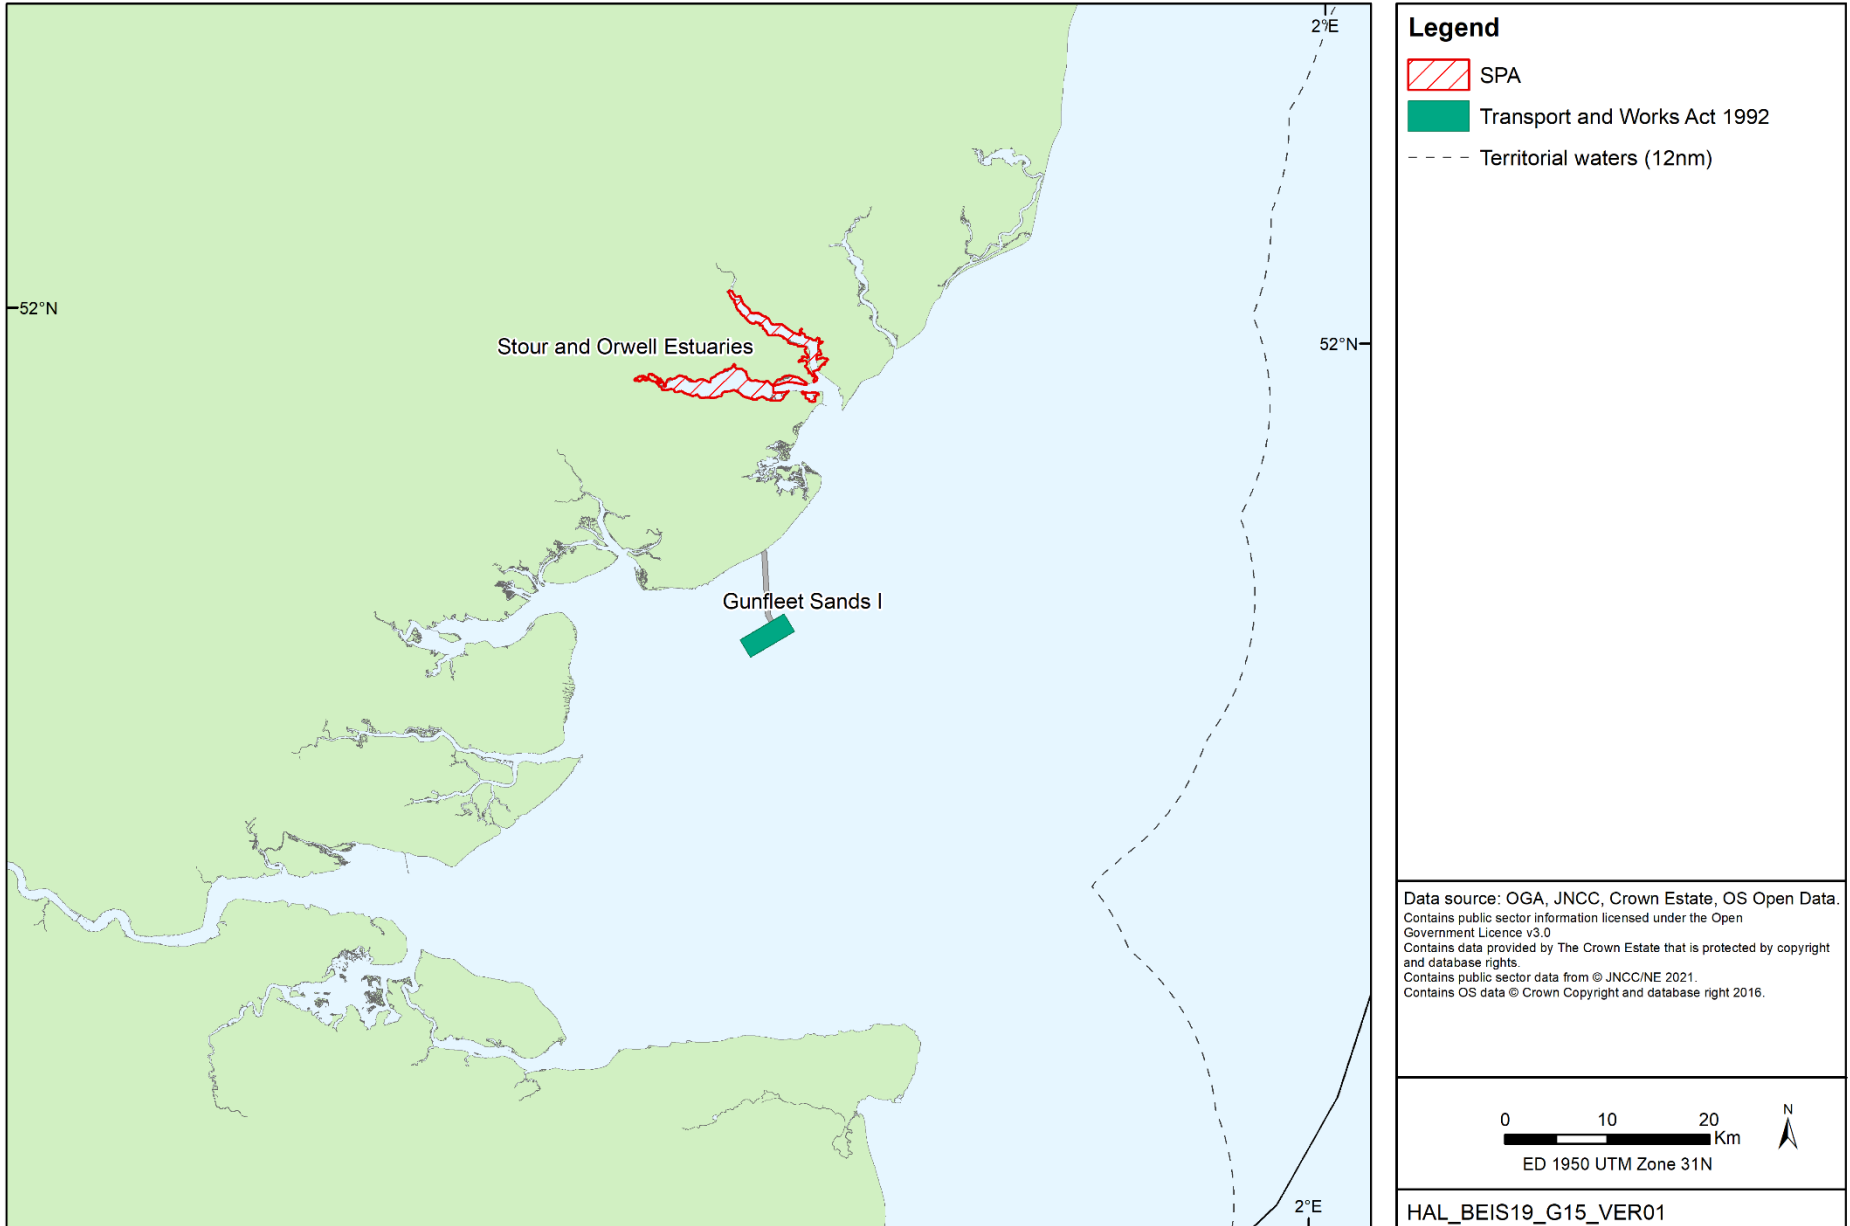 2°E
52°N
Stour and Orwell Estuaries
52°N
Gunfleet Sands I
2°E
Legend
SPA
Transport and Works Act 1992
Territorial waters (12nm)
Data source: OGA, JNCC, Crown Estate, OS Open Data.
Contains public sector information licensed under the Open
Government Licence v3.0
Contains data provided by The Crown Estate that is protected by copyright
and database rights.
Contains public sector data from © JNCC/NE 2021.
Contains OS data © Crown Copyright and database right 2016.
0 10 20
Km
N
ED 1950 UTM Zone 31N
HAL_BEIS19_G15_VER01